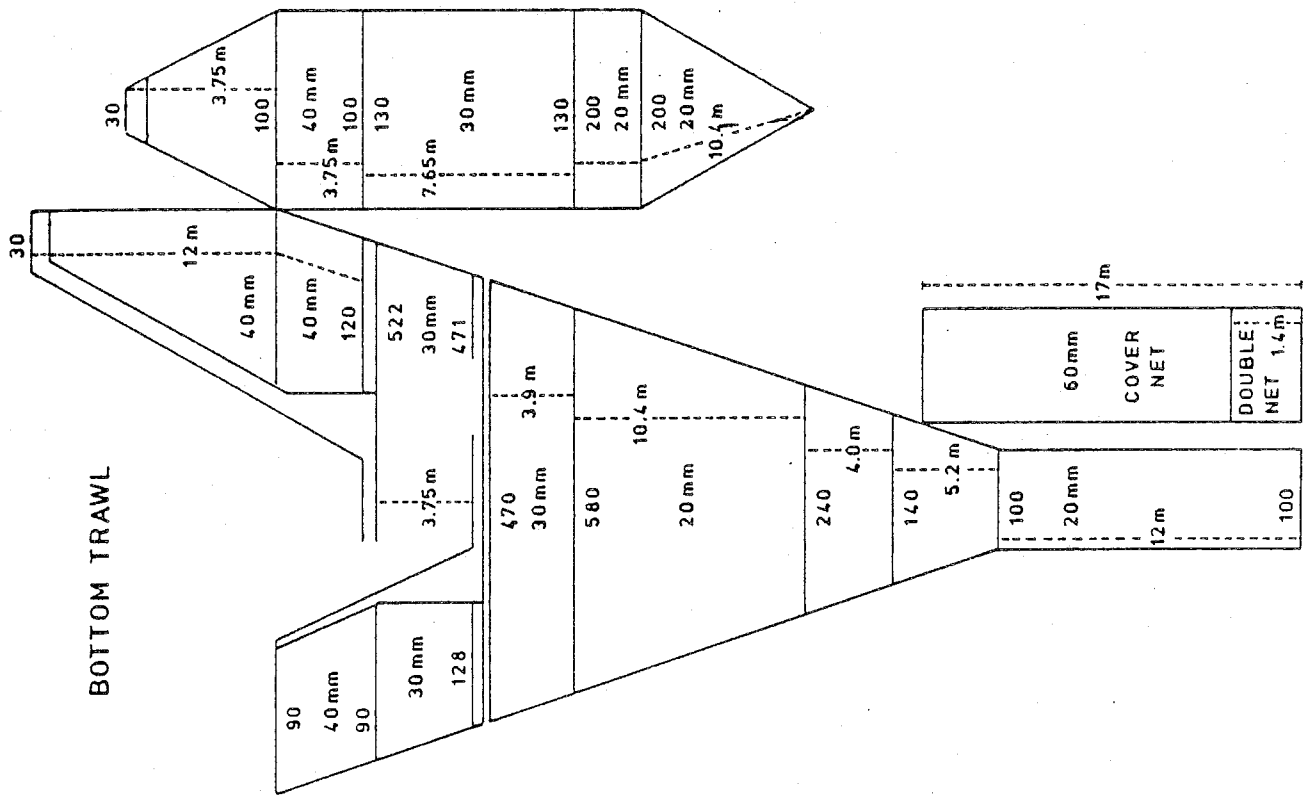 BOTTOM TRAWL
30
3.75 m
100
40 mm
3.75 m
100
130
7.65 m
30 mm
130
200
20 mm
200
20 mm
10.4 m
30
12 m
40 mm
40 mm
120
522
30 mm
471
3.75 m
90
40 mm
90
30 mm
128
470
30 mm
3.9 m
580
10.4 m
20 mm
240
4.0 m
140
5.2 m
100
20 mm
12 m
100
17 m
60 mm
COVER
NET
DOUBLE
NET 1.4 m